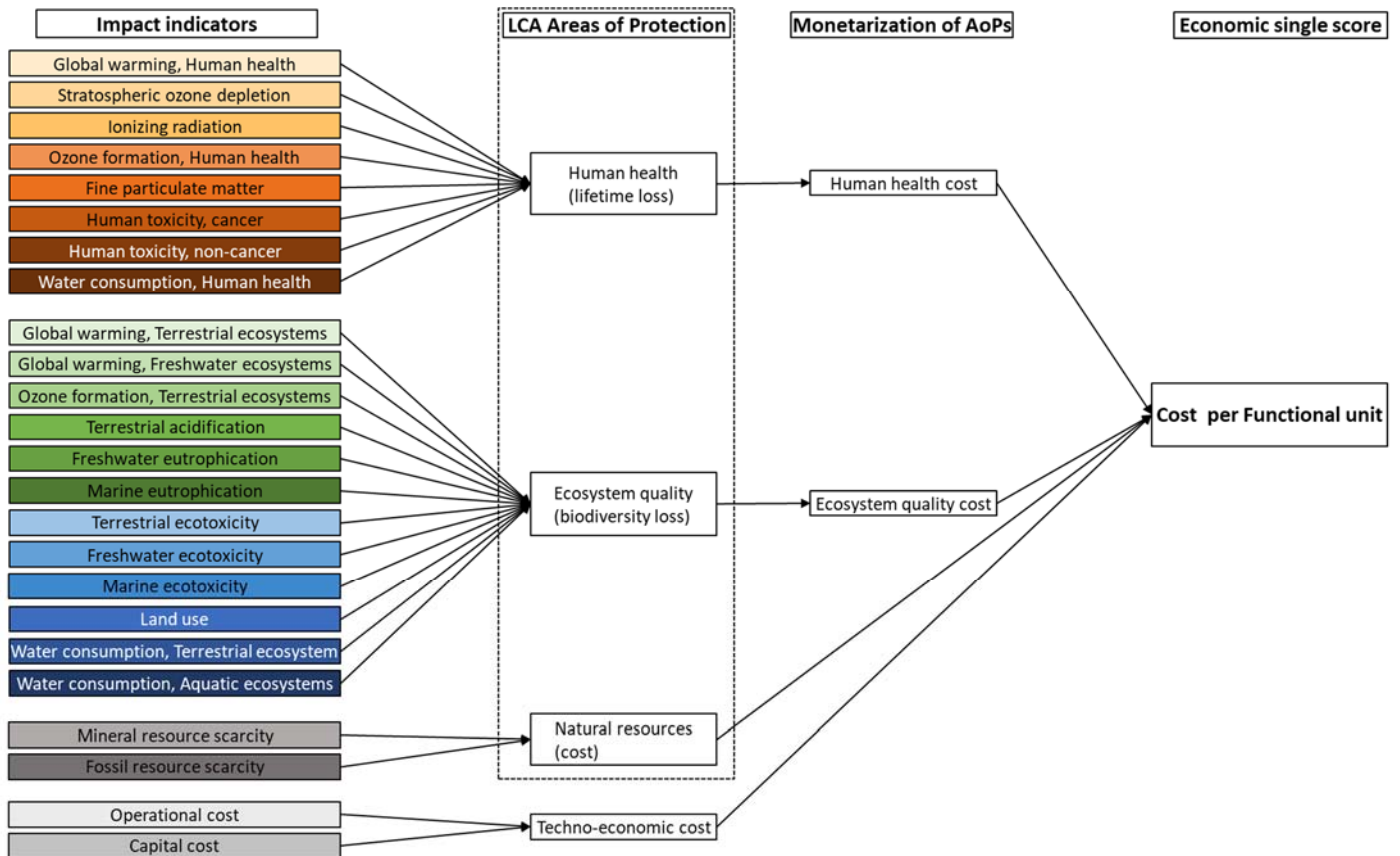 Impact indicators
LCA Areas of Protection
Monetarization of AoPs
Economic single score
Global warming, Human health
Stratospheric ozone depletion
Ionizing radiation
Ozone formation, Human health
Fine particulate matter
Human toxicity, cancer
Human toxicity, non-cancer
Water consumption, Human health
Human health
(lifetime loss)
Human health cost
Global warming, Terrestrial ecosystems
Global warming, Freshwater ecosystems
Ozone formation, Terrestrial ecosystems
Terrestrial acidification
Freshwater eutrophication
Marine eutrophication
Terrestrial ecotoxicity
Freshwater ecotoxicity
Marine ecotoxicity
Land use
Water consumption, Terrestrial ecosystem
Water consumption, Aquatic ecosystems
Ecosystem quality
(biodiversity loss)
Ecosystem quality cost
Cost per Functional unit
Mineral resource scarcity
Fossil resource scarcity
Natural resources
(cost)
Operational cost
Capital cost
Techno-economic cost